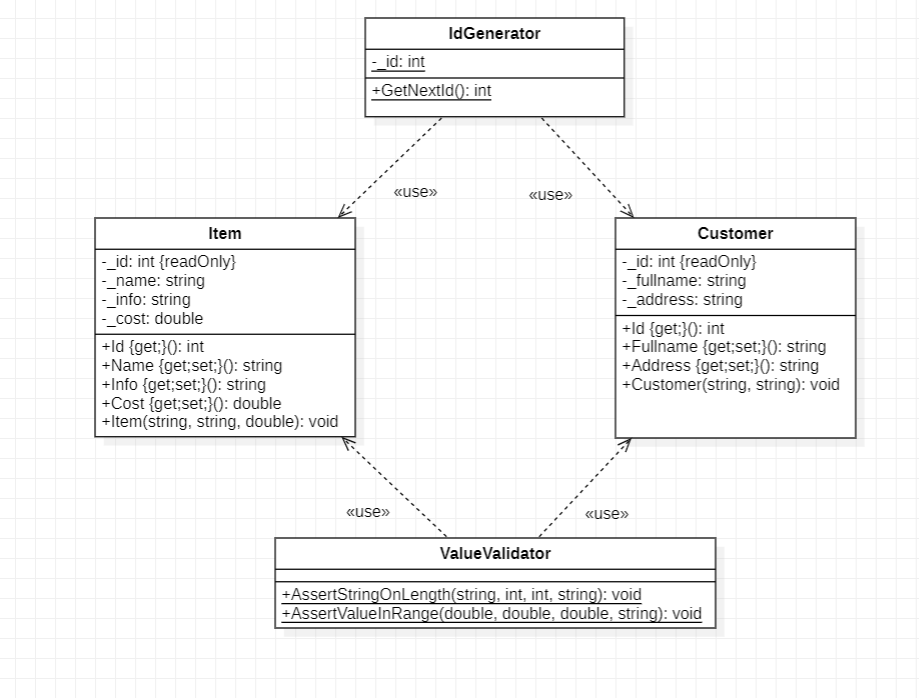 IdGenerator
-_id: int
+GetNextId(): int
«use»
«use»
Item
-_id: int {readOnly}
-_name: string
-_info: string
-_cost: double
+Id {get;}(): int
+Name {get;set;}(): string
+Info {get;set;}(): string
+Cost {get;set;}(): double
+Item(string, string, double): void
Customer
-_id: int {readOnly}
-_fullname: string
-_address: string
+Id {get;}(): int
+Fullname {get;set;}(): string
+Address {get;set;}(): string
+Customer(string, string): void
«use»
«use»
ValueValidator
+AssertStringOnLength(string, int, int, string): void
+AssertValueInRange(double, double, double, string): void